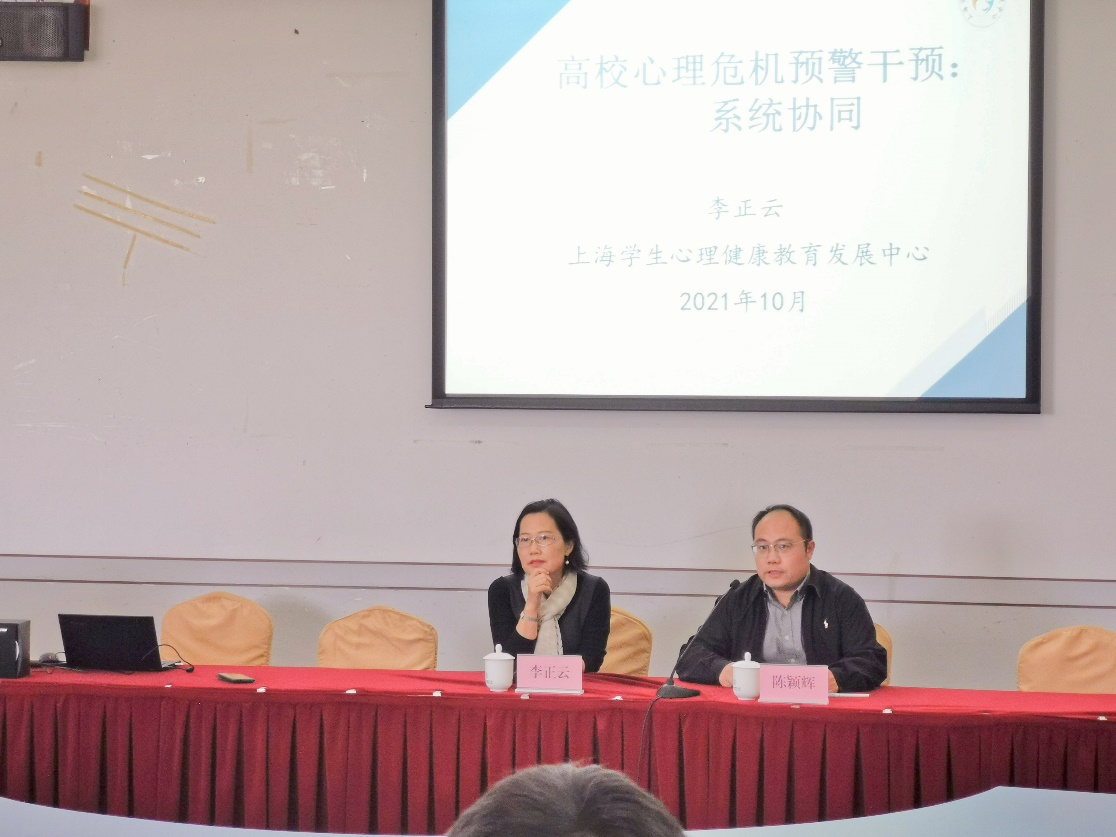 高校心理危机预警干预：
系统协同
李正云
上海学生心理健康教育发展中心
2021年10月
李正云
陈颖辉